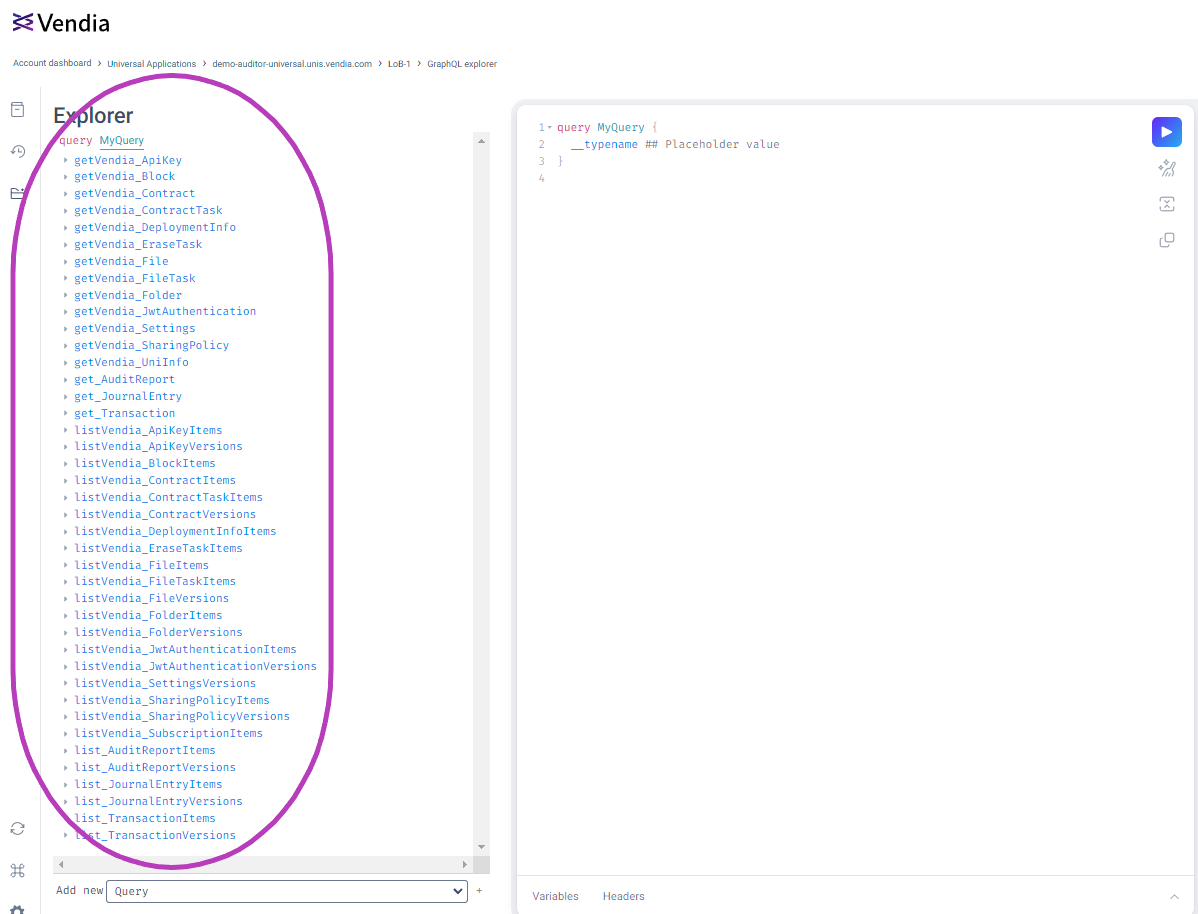 Vendia
Account dashboard > Universal Applications > demo-auditor-universal.unis.vendia.com > LoB-1 > GraphQL explorer
Explorer
query MyQuery
getVendia_ApiKey
getVendia_Block
getVendia_Contract
getVendia_ContractTask
getVendia_DeploymentInfo
getVendia_EraseTask
getVendia_File
getVendia_FileTask
getVendia_Folder
getVendia_JwtAuthentication
getVendia_Settings
getVendia_SharingPolicy
getVendia_UniInfo
get_AuditReport
get_JournalEntry
get_Transaction
listVendia_ApiKeyItems
listVendia_ApiKeyVersions
listVendia_BlockItems
listVendia_ContractItems
listVendia_ContractTaskItems
listVendia_ContractVersions
listVendia_DeploymentInfoItems
listVendia_EraseTaskItems
listVendia_FileItems
listVendia_FileTaskItems
listVendia_FileVersions
listVendia_FolderItems
listVendia_FolderVersions
listVendia_JwtAuthenticationItems
listVendia_JwtAuthenticationVersions
listVendia_SettingsVersions
listVendia_SharingPolicyItems
listVendia_SharingPolicyVersions
listVendia_SubscriptionItems
list_AuditReportItems
list_AuditReportVersions
list_JournalEntryItems
list_JournalEntryVersions
list_TransactionItems
list_TransactionVersions
Add new Query +
1 query MyQuery {
2 __typename ## Placeholder value
3 }
4
Variables Headers